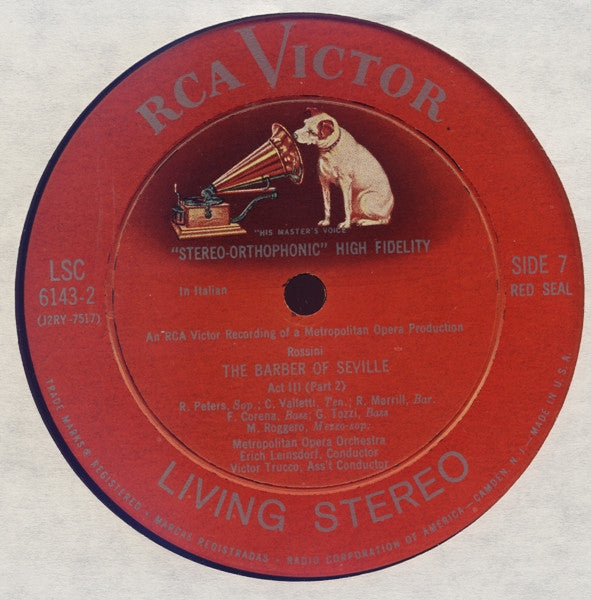 RCA VICTOR
"HIS MASTER'S VOICE"
"STEREO-ORTHOPHONIC" HIGH FIDELITY
LSC
6143-2
(J2RY-7517)
SIDE 7
RED SEAL
In Italian
An RCA Victor Recording of a Metropolitan Opera Production
Rossini
THE BARBER OF SEVILLE
Act III (Part 2)
R. Peters, Sop.; C. Valletti, Ten.; R. Merrill, Bar.
F. Corena, Bass; G. Tozzi, Bass
M. Roggero, Mezzo-sop.
Metropolitan Opera Orchestra
Erich Leinsdorf, Conductor
Victor Trucco, Ass't Conductor
LIVING STEREO
TRADE MARKS ® REGISTERED • MARCAS REGISTRADAS • RADIO CORPORATION OF AMERICA—CAMDEN, N. J.—MADE IN U.S.A.